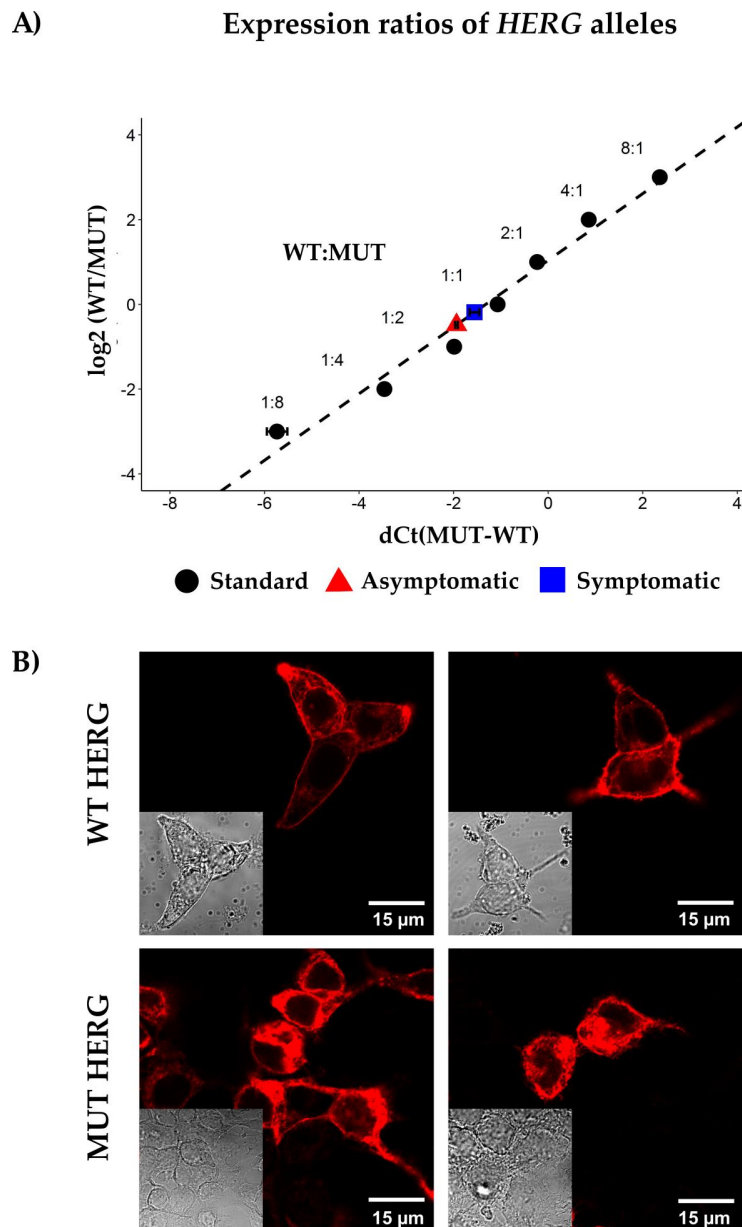 A)
Expression ratios of HERG alleles
4
2
0
-2
-4
log2 (WT/MUT)
8:1
4:1
2:1
WT:MUT
1:1
1:2
1:4
1:8
-8 -6 -4 -2 0 2 4
dCt(MUT-WT)
Standard Asymptomatic Symptomatic
B)
WT HERG
15 µm 15 µm
MUT HERG
15 µm 15 µm